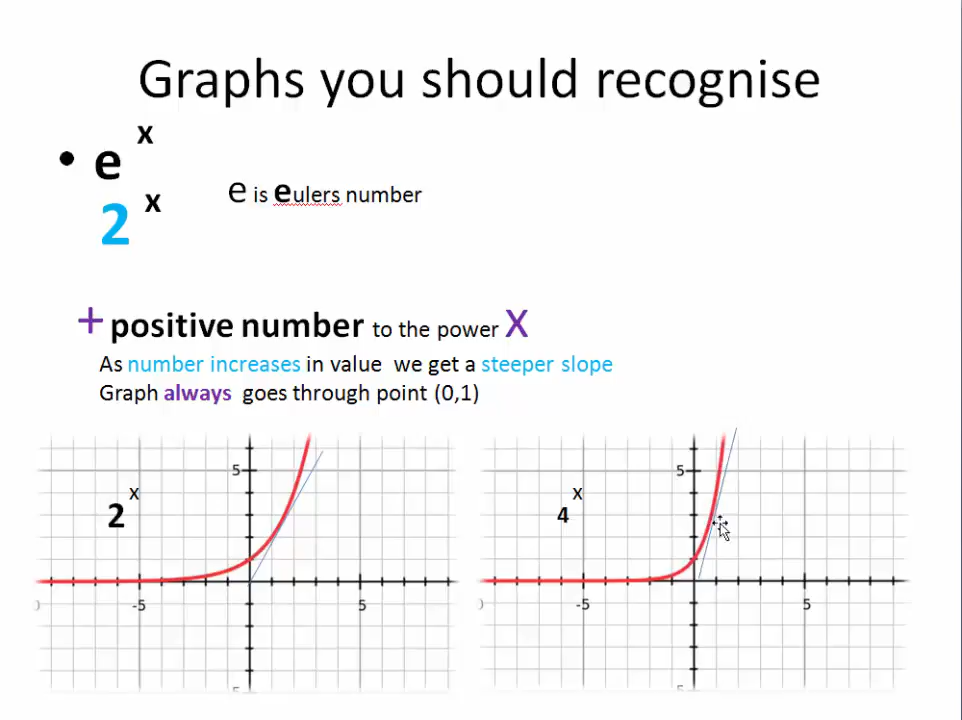 Graphs you should recognise
• e^x
2^x
e is eulers number
+ positive number to the power X
As number increases in value we get a steeper slope
Graph always goes through point (0,1)
5
2^x
-5
5
5
4^x
-5
5